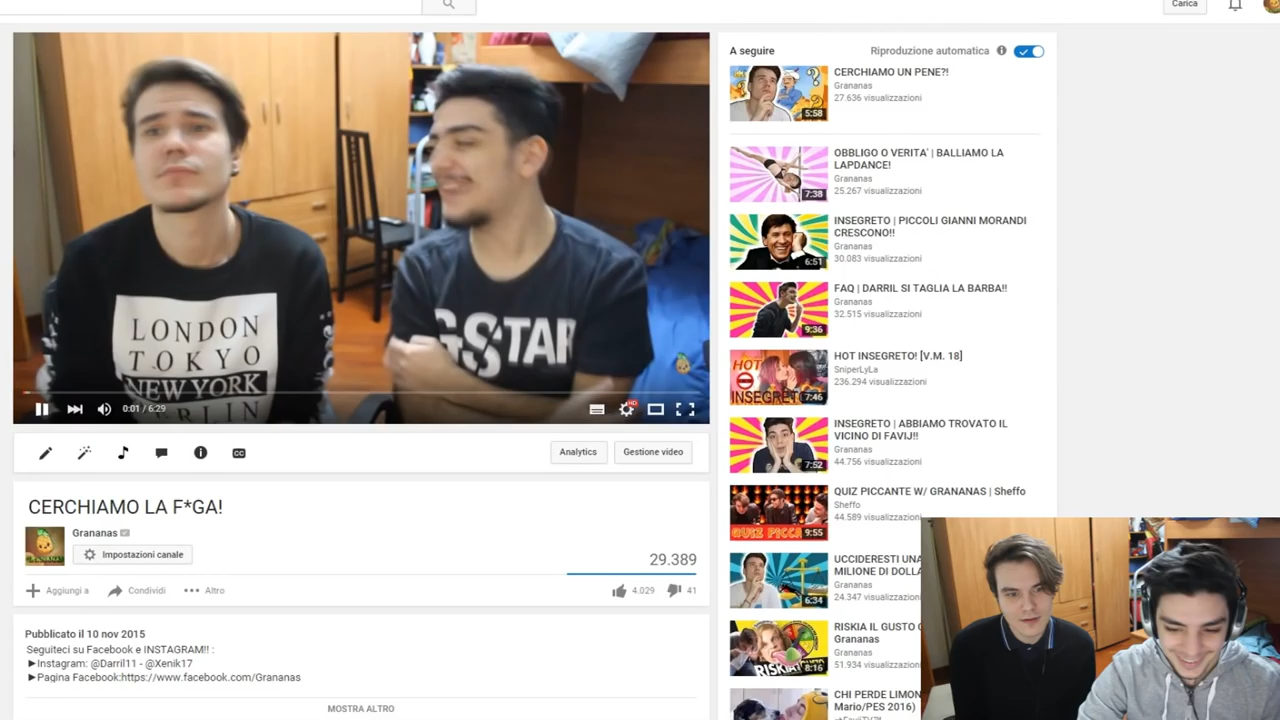 Carica
LONDON
TOKYO
NEW YORK
BERLIN
GSTAR
0:01 / 6:29
HD
A seguire
Riproduzione automatica
CERCHIAMO UN PENE?!
Grananas
27.636 visualizzazioni
5:58
OBBLIGO O VERITA' | BALLIAMO LA
LAPDANCE!
Grananas
25.267 visualizzazioni
7:38
INSEGRETO | PICCOLI GIANNI MORANDI
CRESCONO!!
Grananas
30.083 visualizzazioni
6:51
FAQ | DARRIL SI TAGLIA LA BARBA!!
Grananas
32.515 visualizzazioni
9:36
HOT INSEGRETO! [V.M. 18]
SniperLyLa
236.294 visualizzazioni
HOT
INSEGRET
7:46
INSEGRETO | ABBIAMO TROVATO IL
VICINO DI FAVIJ!!
Grananas
44.756 visualizzazioni
7:52
QUIZ PICCANTE W/ GRANANAS | Sheffo
Sheffo
44.589 visualizzazioni
QUIZ PICCA
9:55
UCCIDERESTI UNA
MILIONE DI DOLLA
Grananas
24.347 visualizzazioni
6:34
RISKIA IL GUSTO
Grananas
Grananas
51.934 visualizzazioni
RISKIA
8:16
CHI PERDE LIMON
Mario/PES 2016)
Analytics
Gestione video
CERCHIAMO LA F*GA!
Grananas
Impostazioni canale
29.389
Aggiungi a
Condividi
Altro
4.029
41
Pubblicato il 10 nov 2015
Seguiteci su Facebook e INSTAGRAM!! :
►Instagram: @Darril11 - @Xenik17
►Pagina Facebook:https://www.facebook.com/Grananas
MOSTRA ALTRO